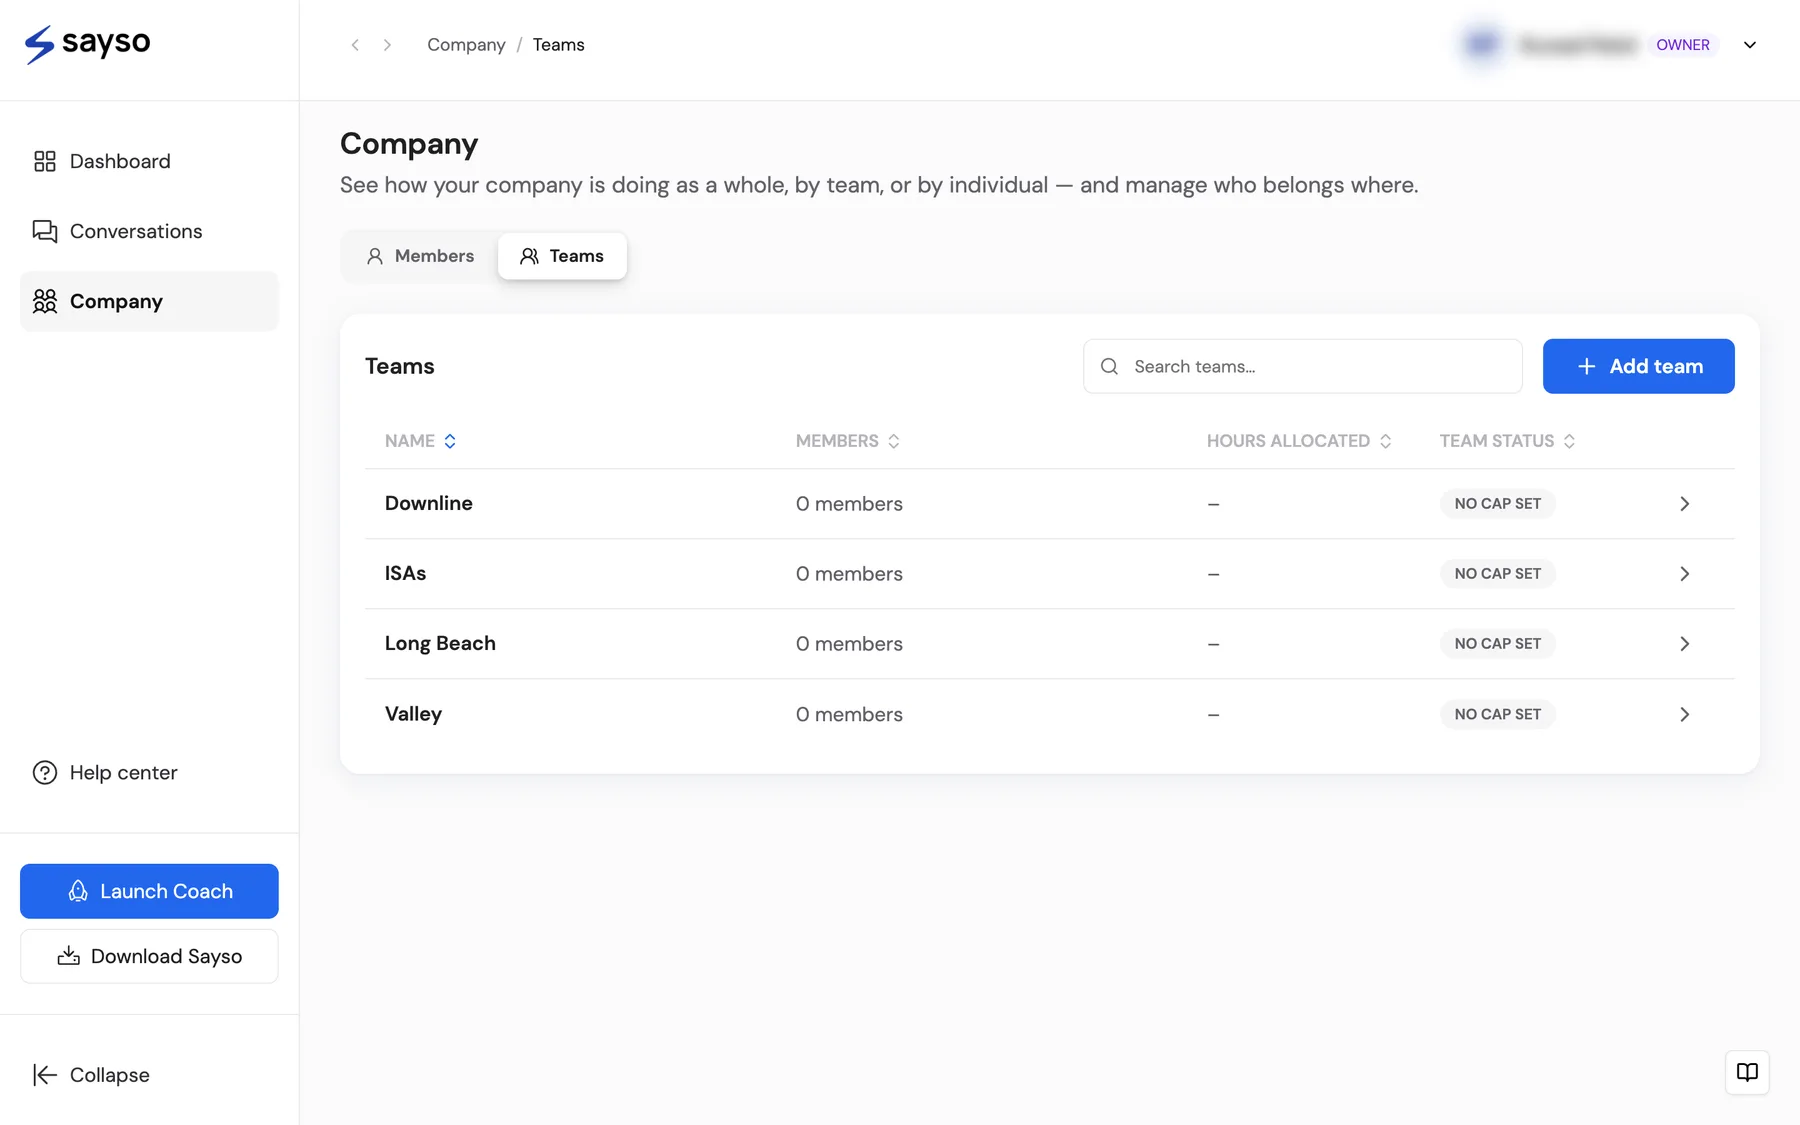 sayso
Company / Teams
OWNER
Dashboard
Conversations
Company
Help center
Launch Coach
Download Sayso
Collapse
Company
See how your company is doing as a whole, by team, or by individual — and manage who belongs where.
Members
Teams
Teams
Search teams...
Add team
NAME MEMBERS HOURS ALLOCATED TEAM STATUS
Downline 0 members – NO CAP SET
ISAs 0 members – NO CAP SET
Long Beach 0 members – NO CAP SET
Valley 0 members – NO CAP SET